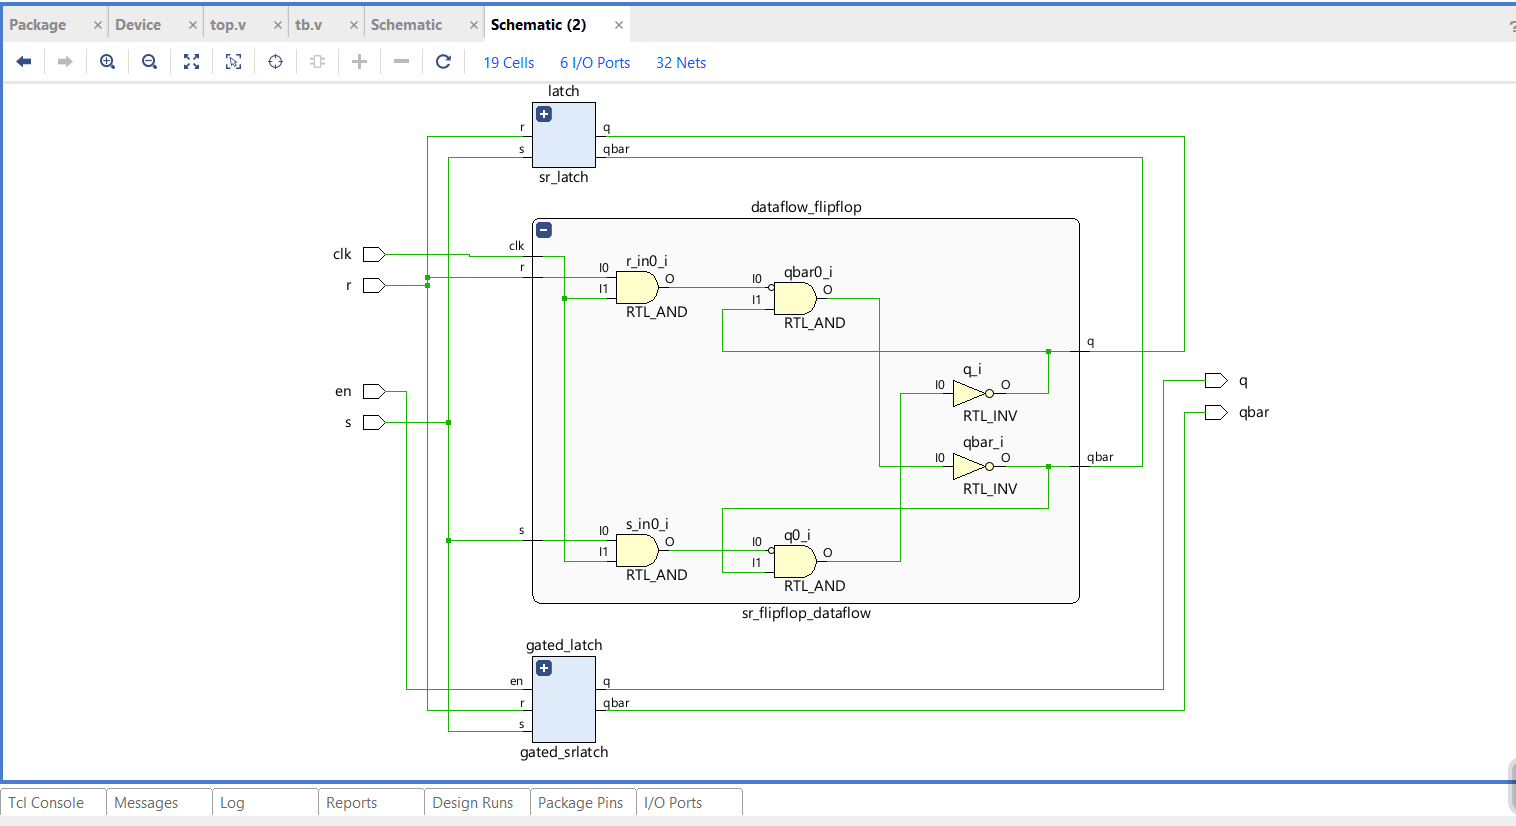 Package × Device × top.v × tb.v × Schematic × Schematic (2) × ?
19 Cells 6 I/O Ports 32 Nets
latch
r q
s qbar
sr_latch
dataflow_flipflop
clk clk
r r I0 r_in0_i O
I1 RTL_AND
I0 qbar0_i O
I1 RTL_AND
q
en
s
I0 q_i O
RTL_INV
q
qbar
I0 qbar_i O
RTL_INV
qbar
s I0 s_in0_i O
I1 RTL_AND
I0 q0_i O
I1 RTL_AND
sr_flipflop_dataflow
gated_latch
en q
r qbar
s
gated_srlatch
Tcl Console Messages Log Reports Design Runs Package Pins I/O Ports